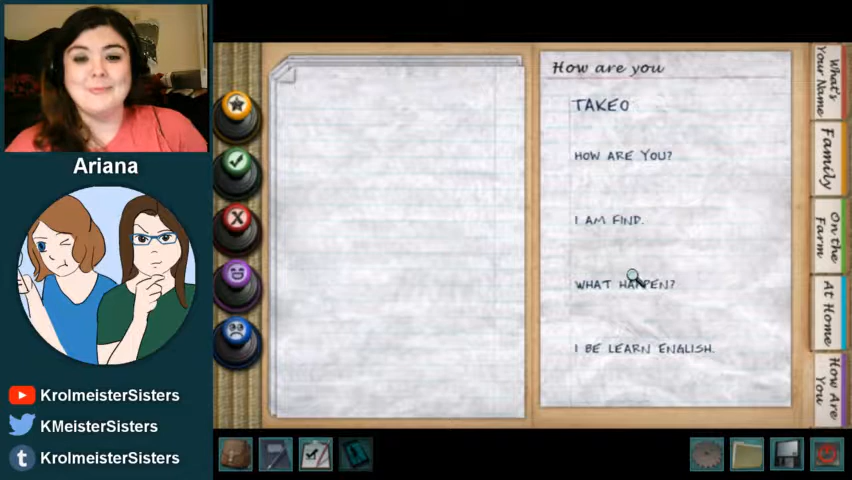 Ariana
KrolmeisterSisters
KMeisterSisters
KrolmeisterSisters
How are you
TAKEO
HOW ARE YOU?
I AM FIND.
WHAT HAPPEN?
I BE LEARN ENGLISH.
What's
Your Name
Family
On the
Farm
At Home
How Are
You